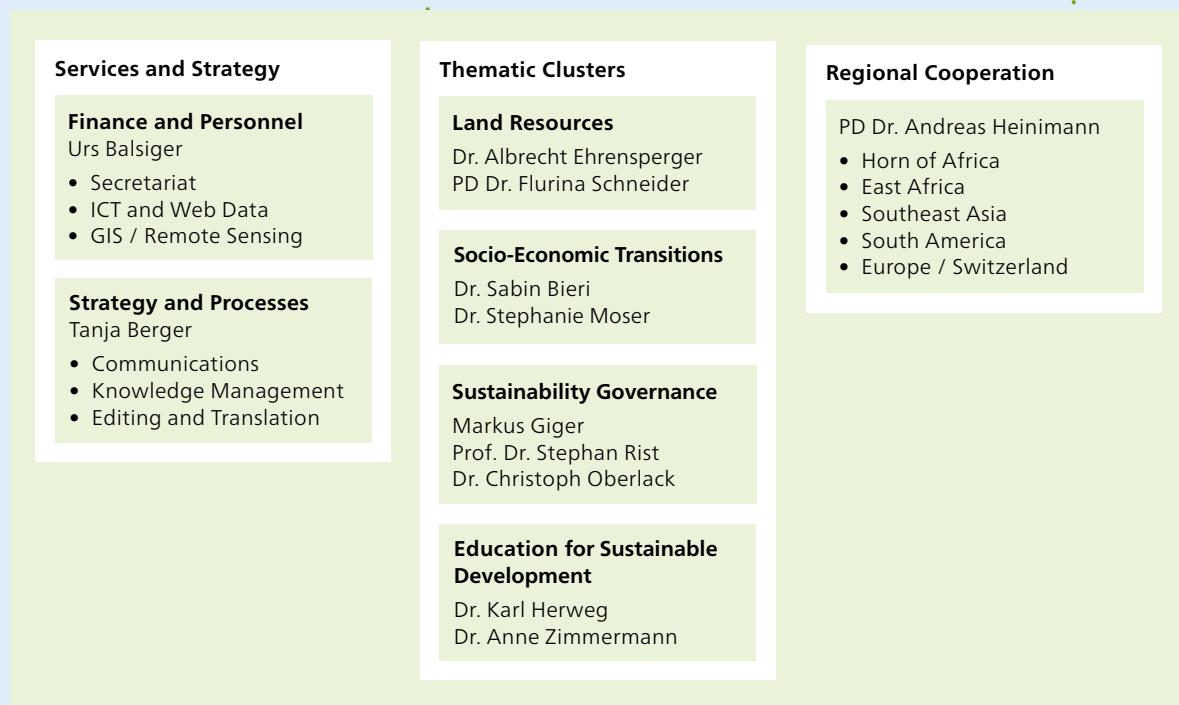 Services and Strategy
Finance and Personnel
Urs Balsiger
• Secretariat
• ICT and Web Data
• GIS / Remote Sensing
Strategy and Processes
Tanja Berger
• Communications
• Knowledge Management
• Editing and Translation
Thematic Clusters
Land Resources
Dr. Albrecht Ehrensperger
PD Dr. Flurina Schneider
Socio-Economic Transitions
Dr. Sabin Bieri
Dr. Stephanie Moser
Sustainability Governance
Markus Giger
Prof. Dr. Stephan Rist
Dr. Christoph Oberlack
Education for Sustainable
Development
Dr. Karl Herweg
Dr. Anne Zimmermann
Regional Cooperation
PD Dr. Andreas Heinimann
• Horn of Africa
• East Africa
• Southeast Asia
• South America
• Europe / Switzerland